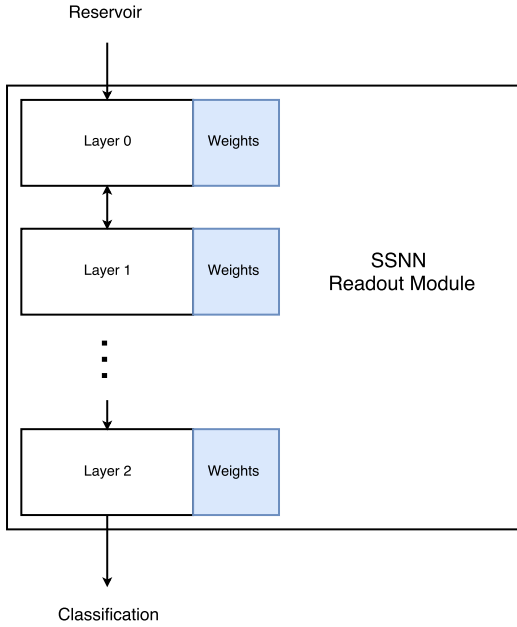 Reservoir
Layer 0
Weights
Layer 1
Weights
SSNN
Readout Module
Layer 2
Weights
Classification